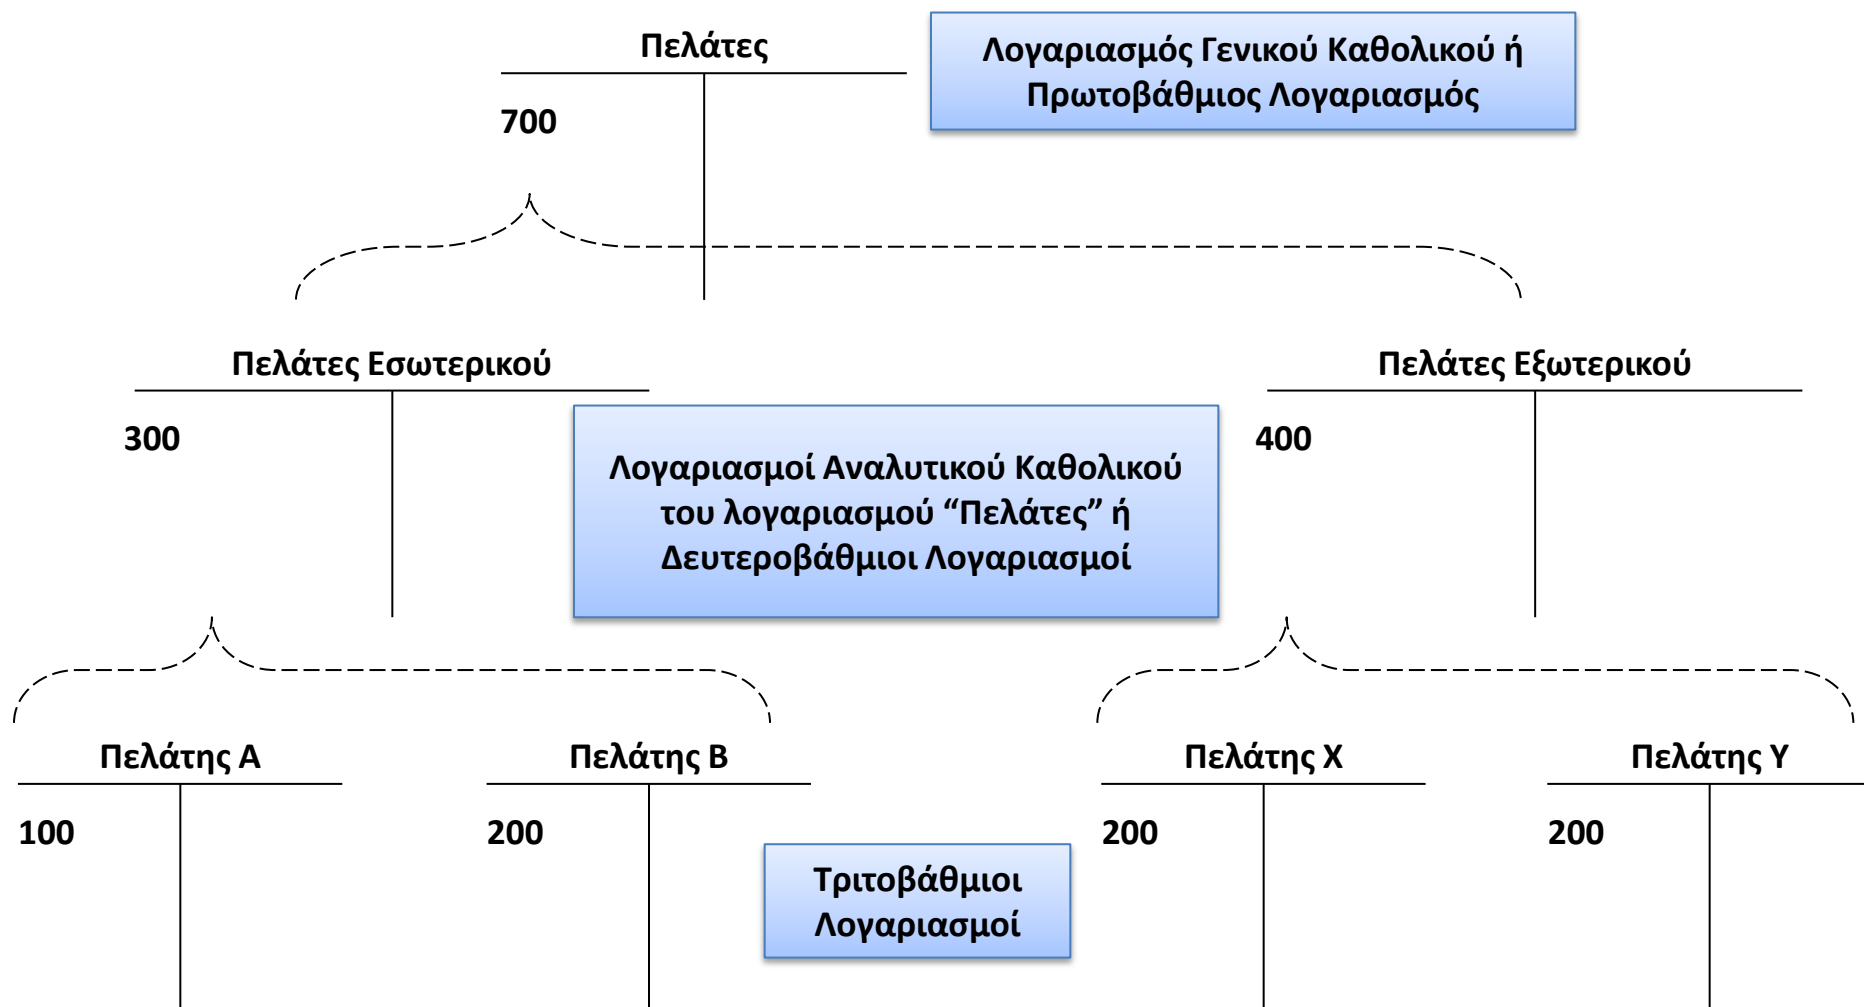 Πελάτες
Λογαριασμός Γενικού Καθολικού ή
Πρωτοβάθμιος Λογαριασμός
700
Πελάτες Εσωτερικού
Πελάτες Εξωτερικού
300
400
Λογαριασμοί Αναλυτικού Καθολικού
του λογαριασμού “Πελάτες” ή
Δευτεροβάθμιοι Λογαριασμοί
Πελάτης Α
Πελάτης Β
Πελάτης Χ
Πελάτης Υ
100
200
200
200
Τριτοβάθμιοι
Λογαριασμοί